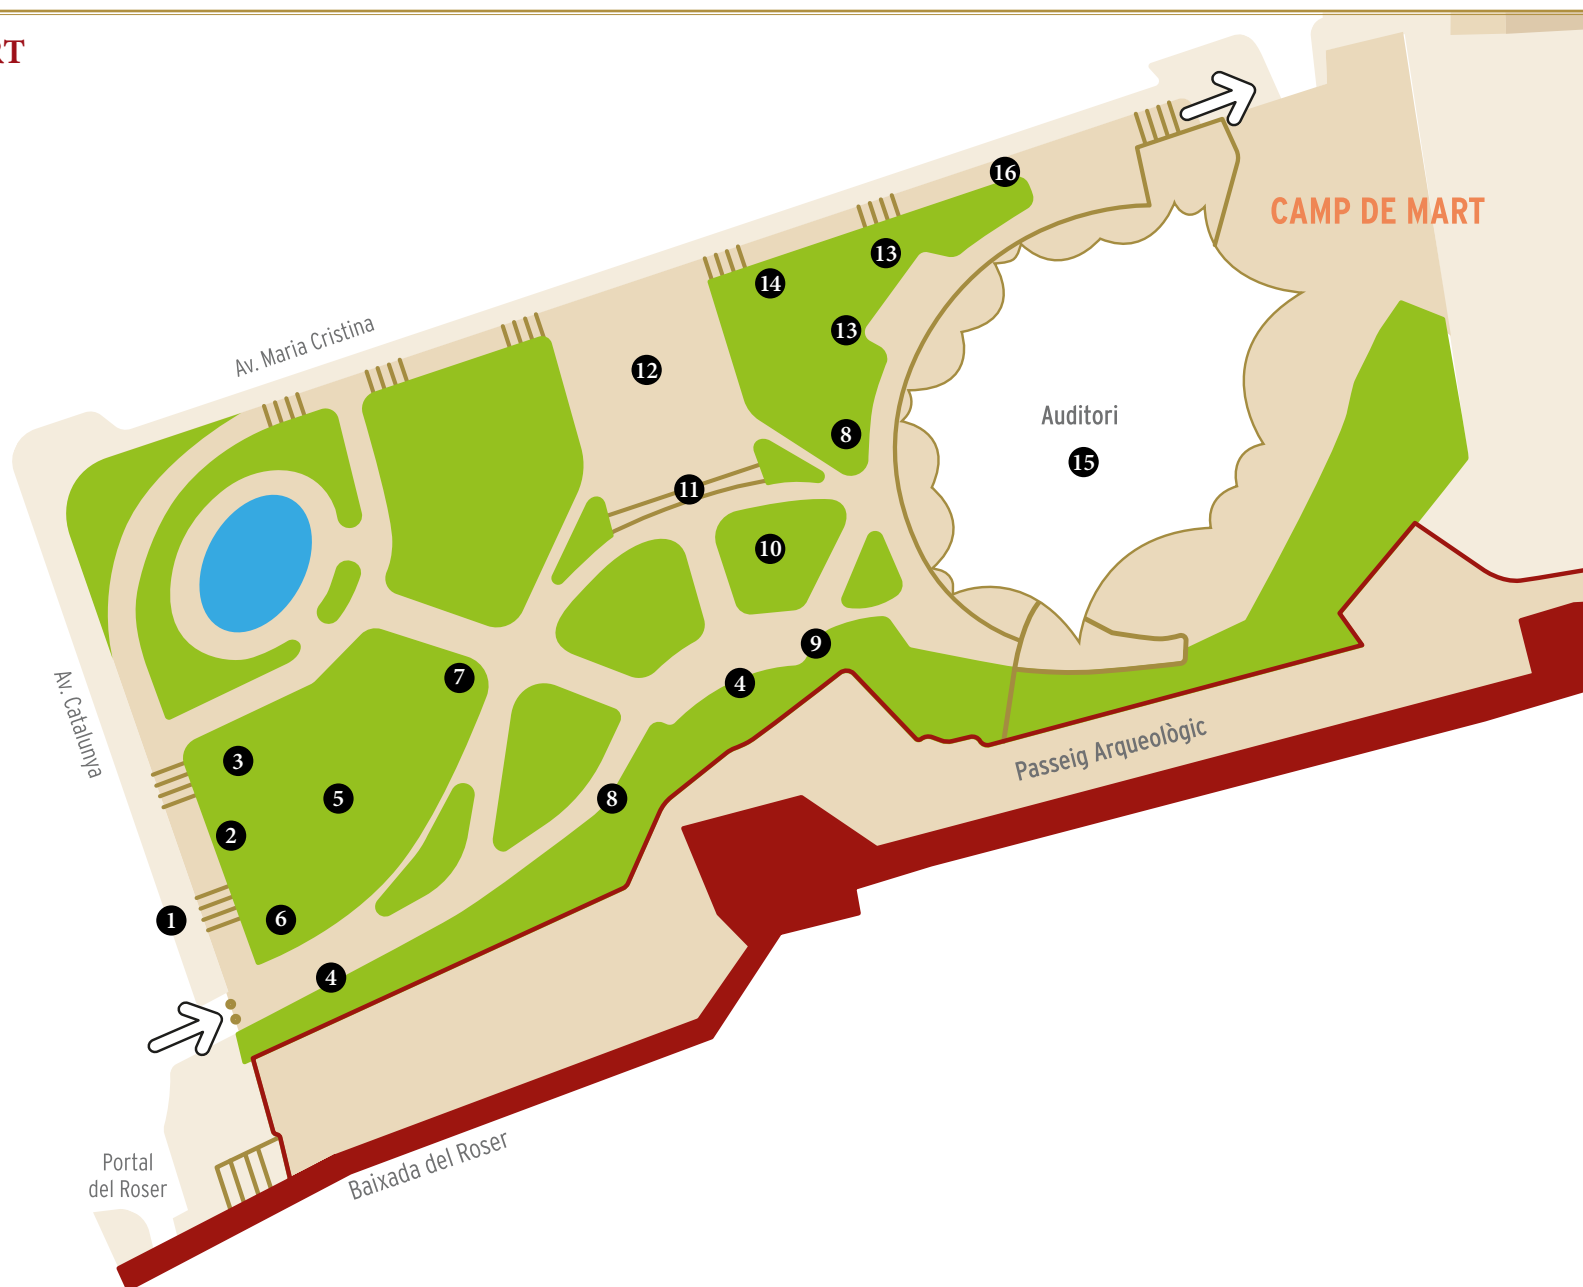 RT
16
CAMP DE MART
13
14
13
Av. Maria Cristina
12
Auditori
8
15
11
10
9
7
4
Av. Catalunya
3
5
8
Passeig Arqueològic
2
1
6
4
Portal
del Roser
Baixada del Roser